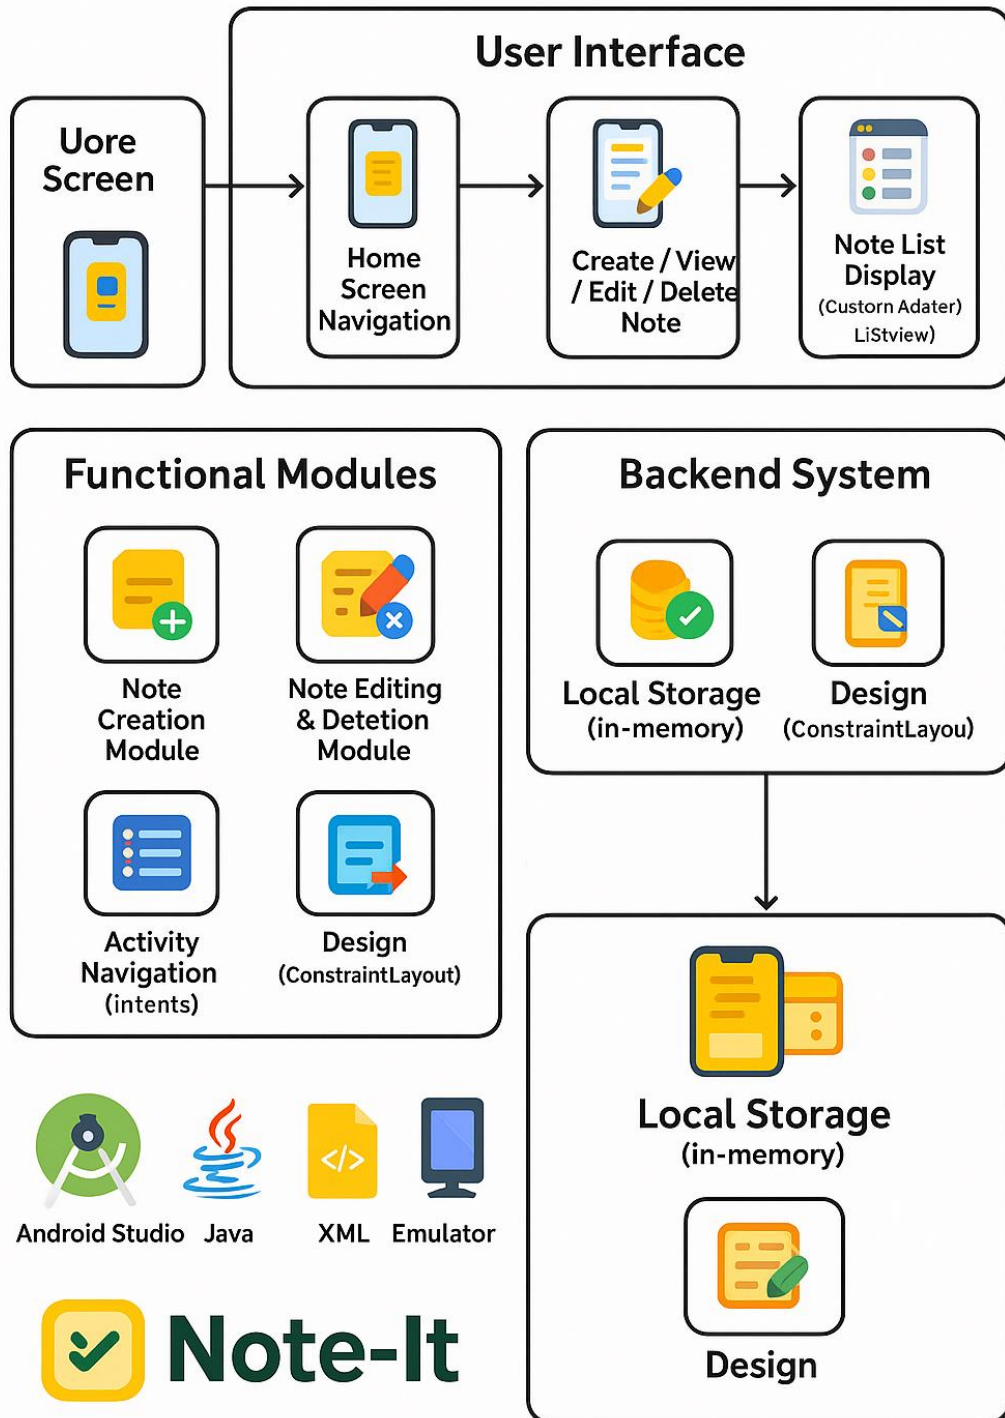 User Interface
Uore
Screen
Home
Screen
Navigation
Create / View
/ Edit / Delete
Note
Note List
Display
(Custorn Adater)
LiStview)
Functional Modules
Note
Creation
Module
Note Editing
& Detetion
Module
Activity
Navigation
(intents)
Design
(ConstraintLayout)
Backend System
Local Storage
(in-memory)
Design
(ConstraintLayou)
Local Storage
(in-memory)
Design
</>
Android Studio
Java
XML
Emulator
Note-It